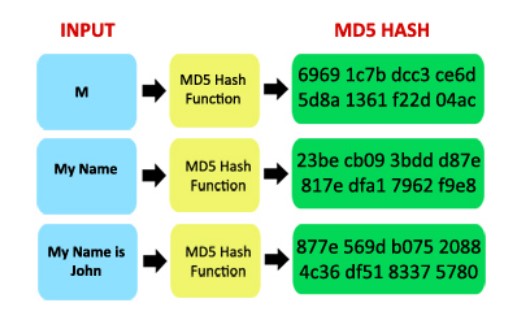 INPUT
MD5 HASH
M
MD5 Hash
Function
6969 1c7b dcc3 ce6d
5d8a 1361 f22d 04ac
My Name
MD5 Hash
Function
23be cb09 3bdd d87e
817e dfa1 7962 f9e8
My Name is
John
MD5 Hash
Function
877e 569d b075 2088
4c36 df51 8337 5780